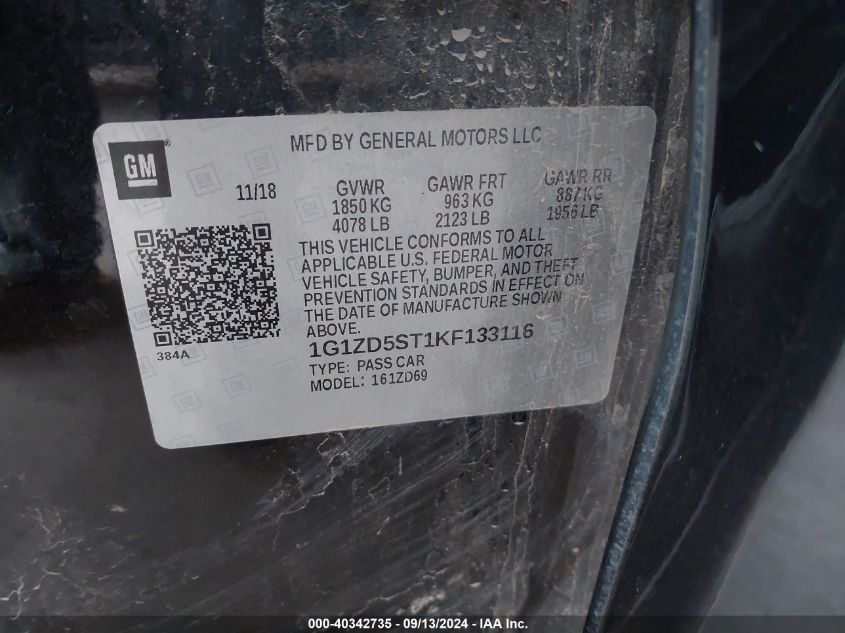 MFD BY GENERAL MOTORS LLC
GM
11/18
GVWR GAWR FRT GAWR RR
1850 KG 963 KG 887 KG
4078 LB 2123 LB 1956 LB
THIS VEHICLE CONFORMS TO ALL
APPLICABLE U.S. FEDERAL MOTOR
VEHICLE SAFETY, BUMPER, AND THEFT
PREVENTION STANDARDS IN EFFECT ON
THE DATE OF MANUFACTURE SHOWN
ABOVE.
384A
1G1ZD5ST1KF133116
TYPE: PASS CAR
MODEL: 161ZD69
000-40342735 - 09/13/2024 - IAA Inc.